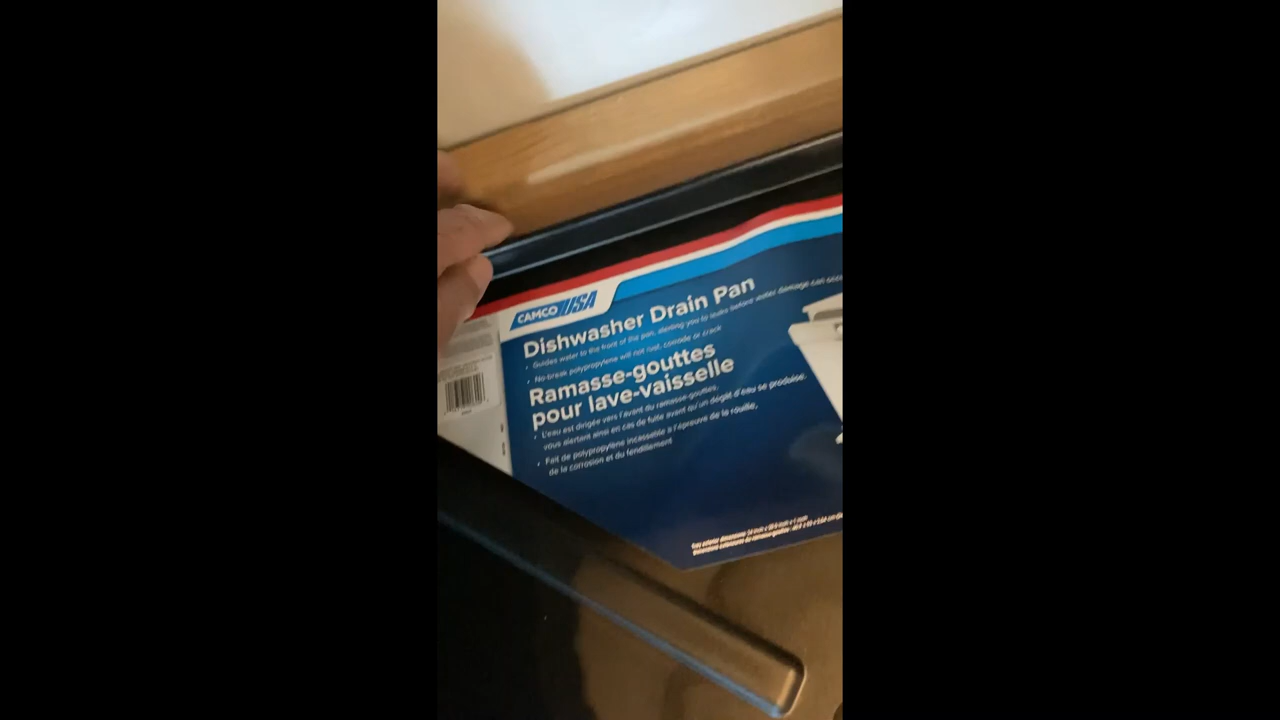 CAMCO USA
Dishwasher Drain Pan
• Guides water to the front of the pan, alerting you to leaks before water damage can
• No-break polypropylene will not rust, corrode or crack
Ramasse-gouttes
pour lave-vaisselle
• L'eau est dirigée vers l'avant du ramasse-gouttes,
vous alertant ainsi en cas de fuite avant qu'un dégât d'eau se produise.
• Fait de polypropylène incassable à l'épreuve de la rouille,
de la corrosion et du fendillement